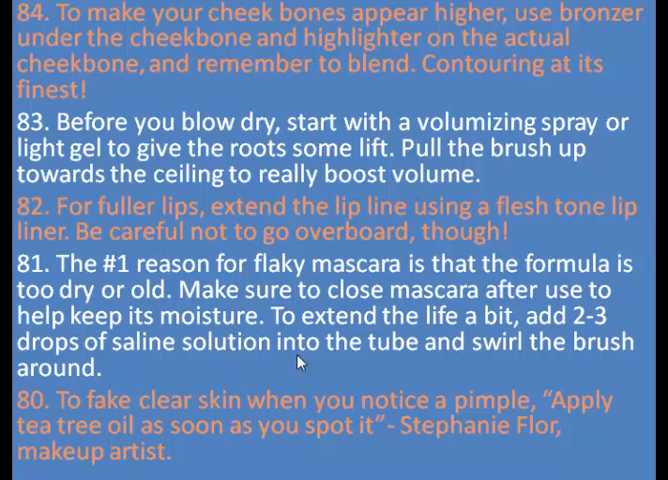 84. To make your cheek bones appear higher, use bronzer
under the cheekbone and highlighter on the actual
cheekbone, and remember to blend. Contouring at its
finest!
83. Before you blow dry, start with a volumizing spray or
light gel to give the roots some lift. Pull the brush up
towards the ceiling to really boost volume.
82. For fuller lips, extend the lip line using a flesh tone lip
liner. Be careful not to go overboard, though!
81. The #1 reason for flaky mascara is that the formula is
too dry or old. Make sure to close mascara after use to
help keep its moisture. To extend the life a bit, add 2-3
drops of saline solution into the tube and swirl the brush
around.
80. To fake clear skin when you notice a pimple, “Apply
tea tree oil as soon as you spot it”- Stephanie Flor,
makeup artist.